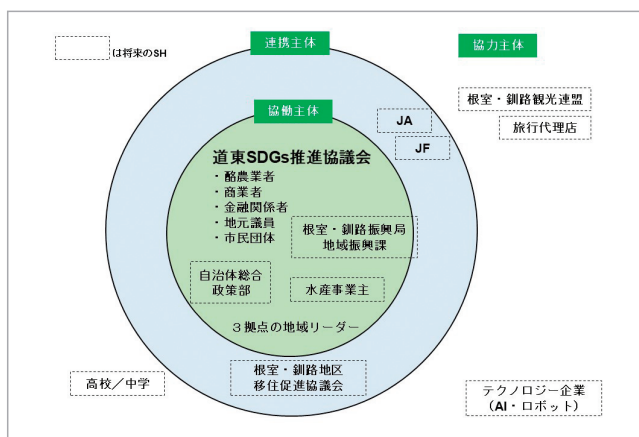 は将来のSH
連携主体
協力主体
根室・釧路観光連盟
旅行代理店
協働主体
JA
JF
道東SDGs推進協議会
・酪農業者
・商業者
・金融関係者
・地元議員
・市民団体
根室・釧路振興局
地域振興課
自治体総合
政策部
水産事業主
３拠点の地域リーダー
根室・釧路地区
移住促進協議会
高校／中学
テクノロジー企業
（AI・ロボット）